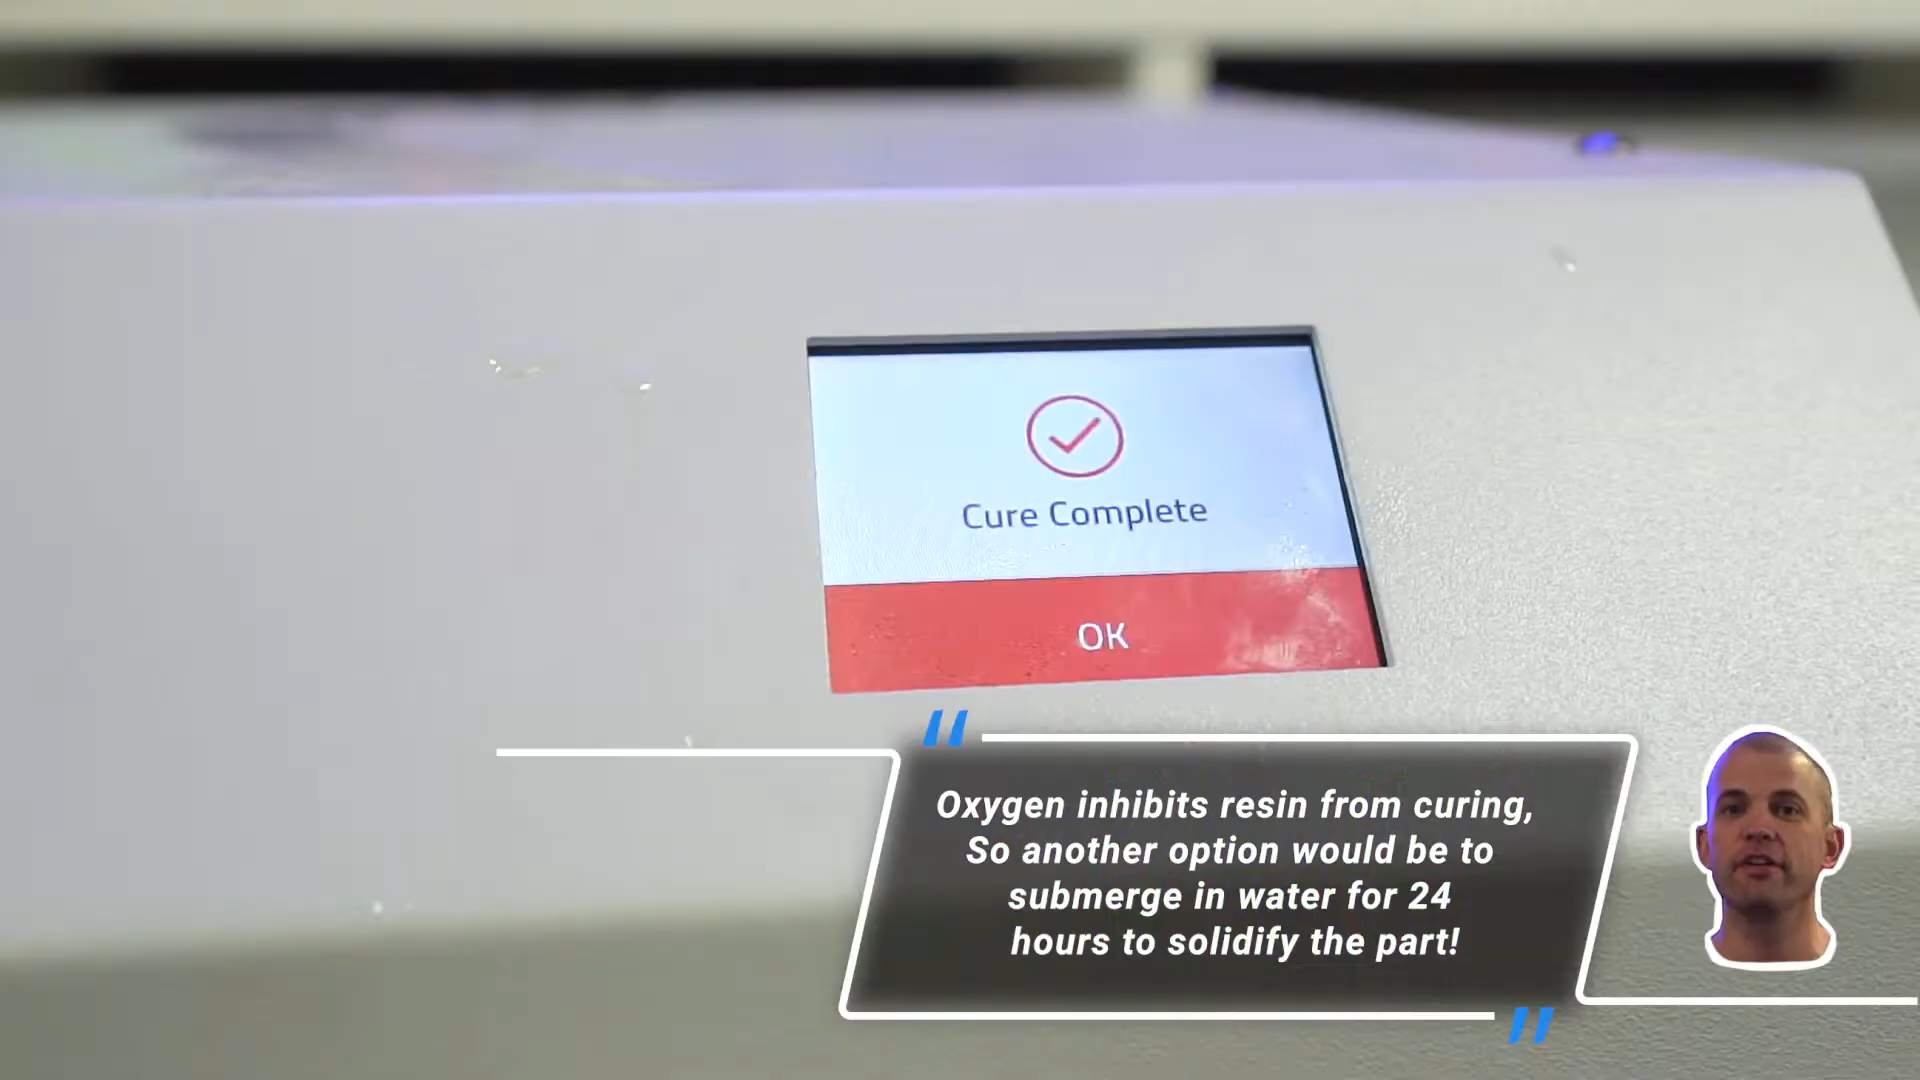 Cure Complete
OK
Oxygen inhibits resin from curing,
So another option would be to
submerge in water for 24
hours to solidify the part!